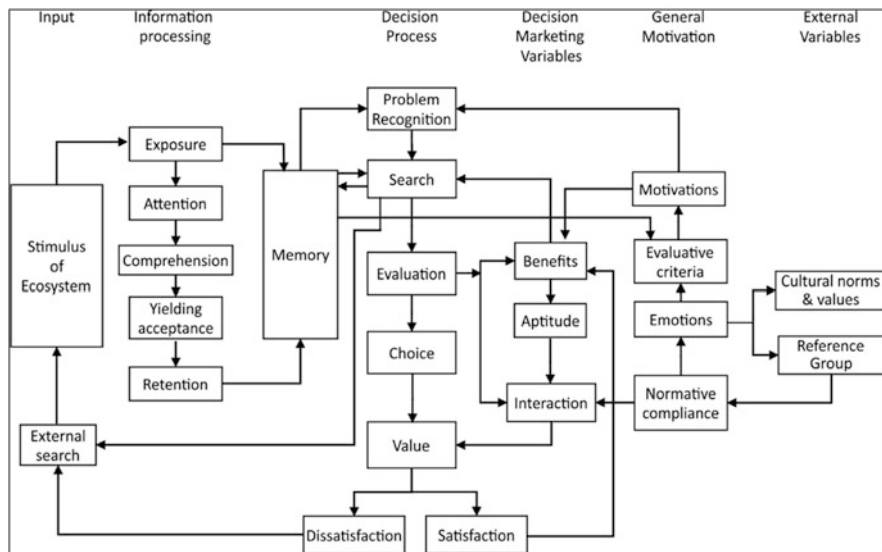 Input
Information
processing
Decision
Process
Decision
Marketing
Variables
General
Motivation
External
Variables
Stimulus
of
Ecosystem
External
search
Exposure
Attention
Comprehension
Yielding
acceptance
Retention
Memory
Problem
Recognition
Search
Evaluation
Choice
Value
Dissatisfaction
Satisfaction
Benefits
Aptitude
Interaction
Motivations
Evaluative
criteria
Emotions
Normative
compliance
Cultural norms
& values
Reference
Group